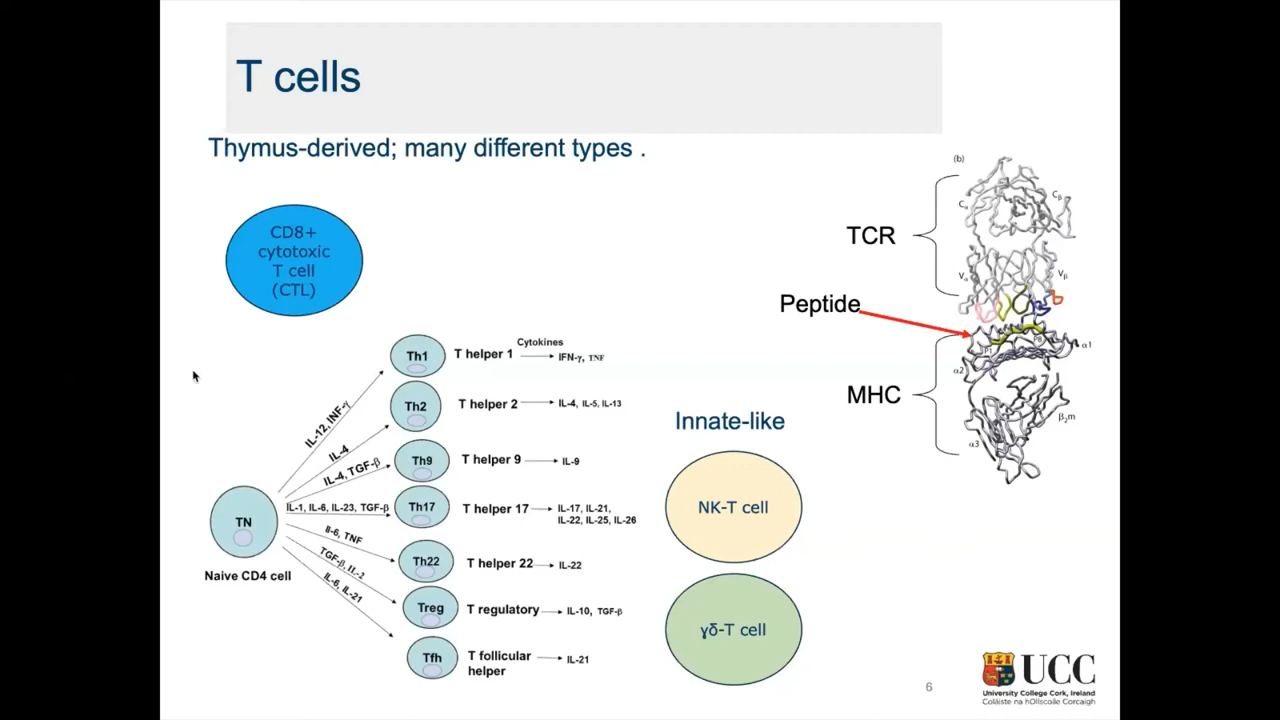 T cells
Thymus-derived; many different types .
CD8+
cytotoxic
T cell
(CTL)
TN
Naive CD4 cell
IL-12, INF-γ
IL-4
IL-4, TGF-β
IL-1, IL-6, IL-23, TGF-β
Il-6, TNF
TGF-β, IL-2
IL-6, IL-21
Cytokines
Th1
T helper 1
IFN-γ, TNF
Th2
T helper 2
IL-4, IL-5, IL-13
Th9
T helper 9
IL-9
Th17
T helper 17
IL-17, IL-21,
IL-22, IL-25, IL-26
Th22
T helper 22
IL-22
Treg
T regulatory
IL-10, TGF-β
Tfh
T follicular
helper
IL-21
Innate-like
NK-T cell
γδ-T cell
(b)
TCR
Cα
Cβ
Vα
Vβ
Peptide
P1
P8
MHC
α1
α2
β2m
α3
6
UCC
University College Cork, Ireland
Coláiste na hOllscoile Corcaigh